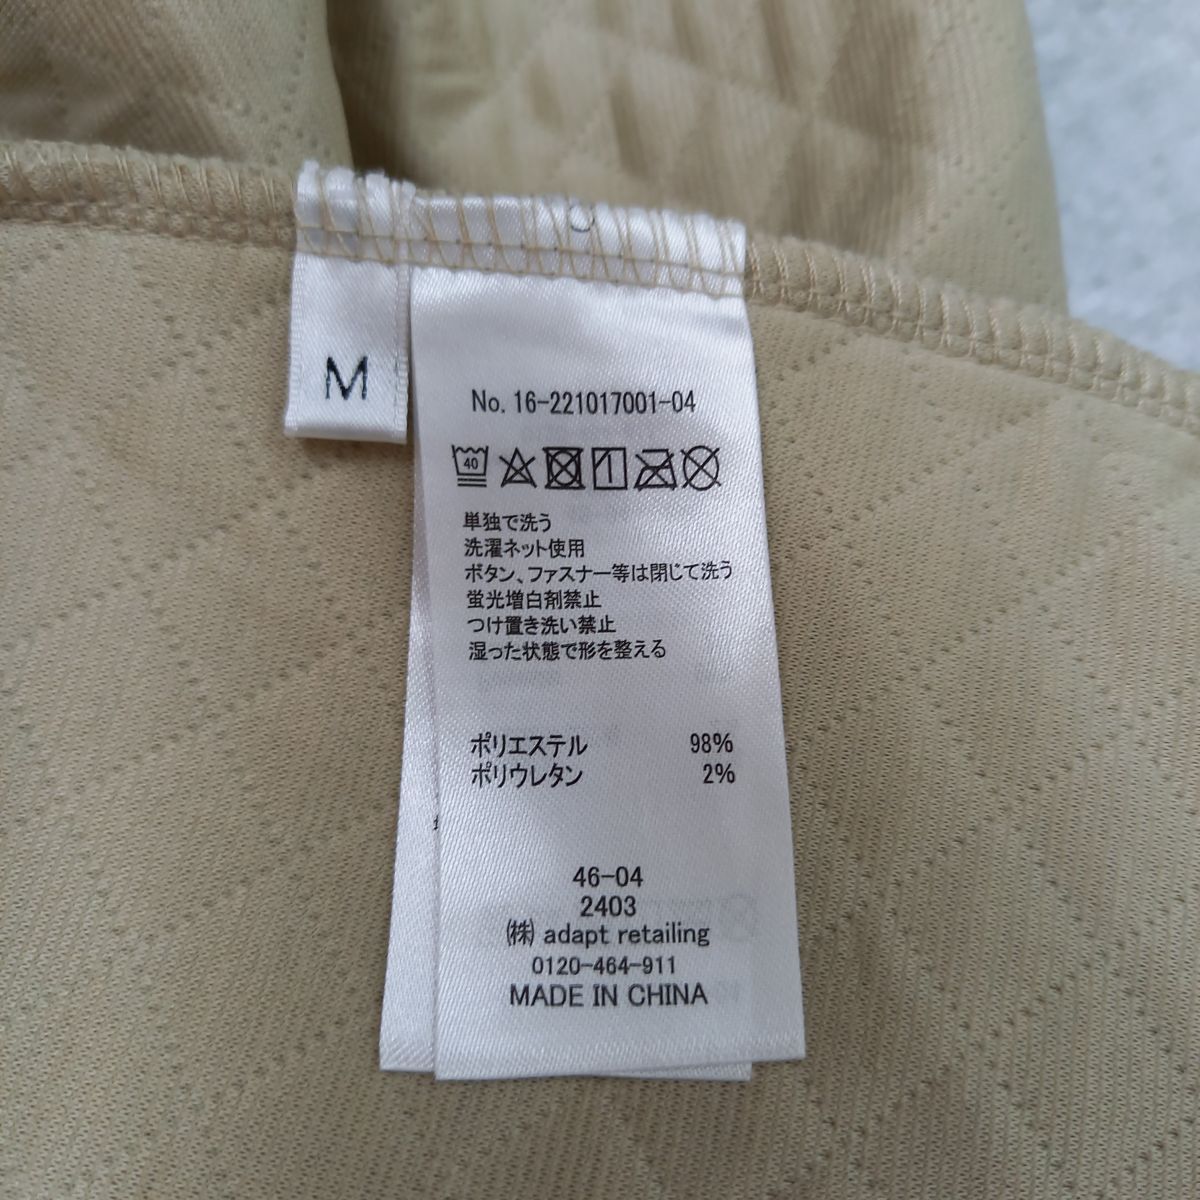 M
No. 16-221017001-04
40
単独で洗う
洗濯ネット使用
ボタン、ファスナー等は閉じて洗う
蛍光増白剤禁止
つけ置き洗い禁止
湿った状態で形を整える
ポリエステル 98%
ポリウレタン 2%
46-04
2403
㈱ adapt retailing
0120-464-911
MADE IN CHINA